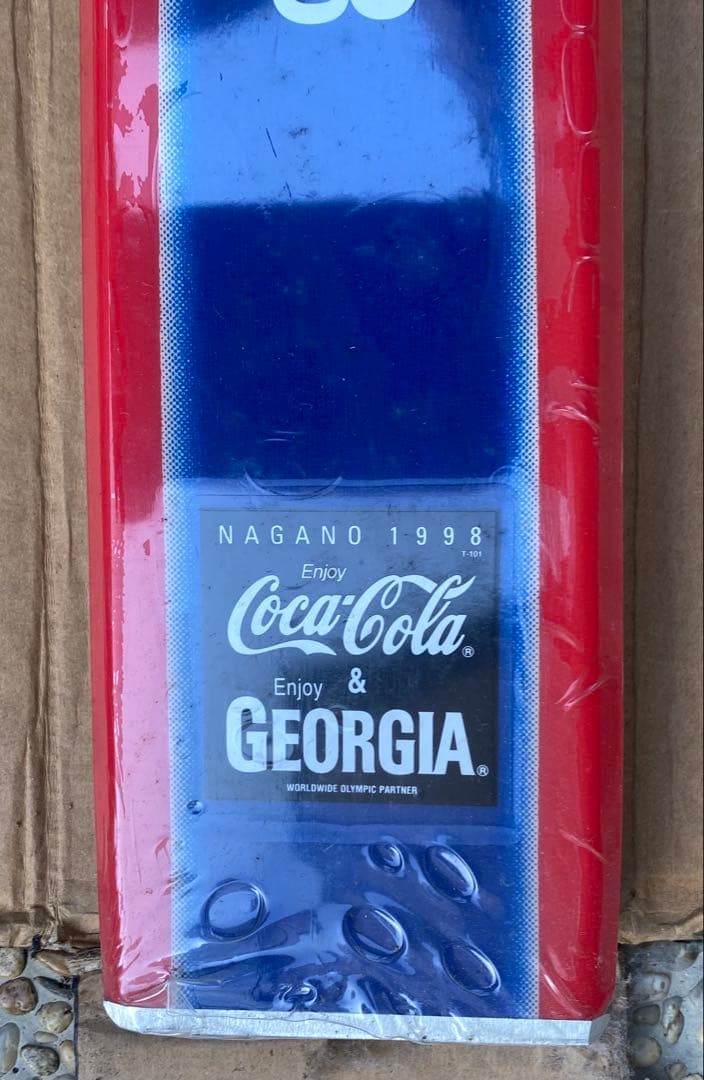 NAGANO 1998
T-101
Enjoy
Coca-Cola®
Enjoy &
GEORGIA®
WORLDWIDE OLYMPIC PARTNER